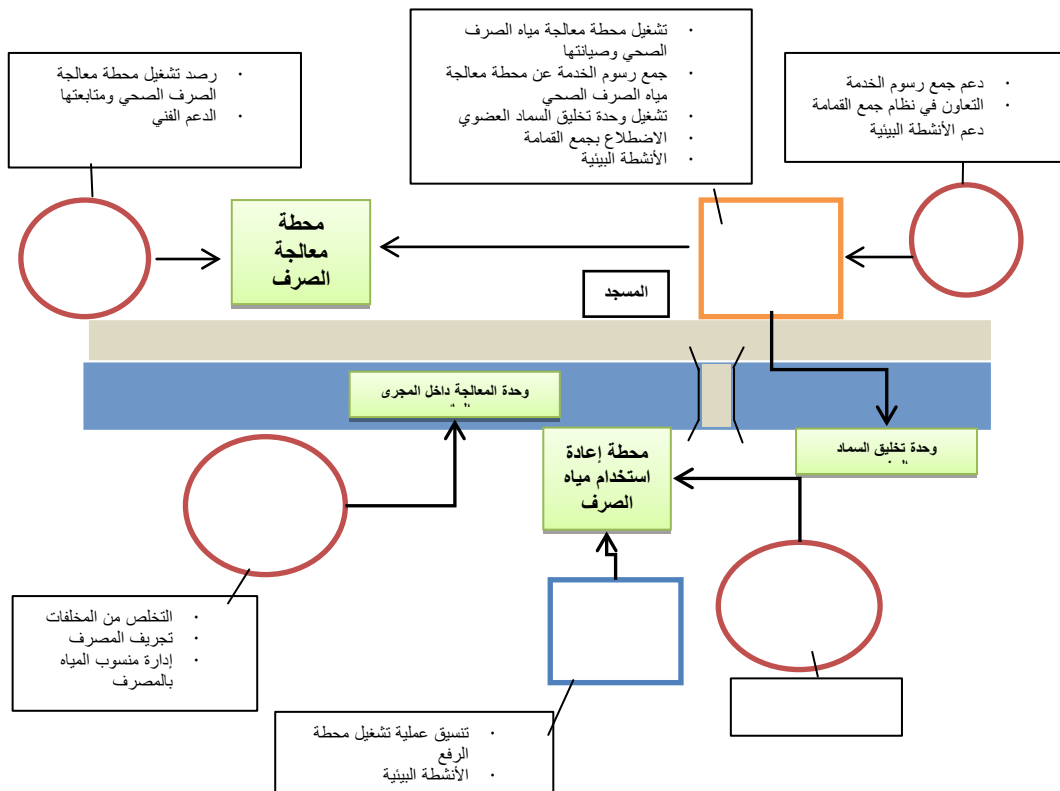 · تشغيل محطة معالجة مياه الصرف
الصحي وصيانتها
· جمع رسوم الخدمة عن محطة معالجة
مياه الصرف الصحي
· تشغيل وحدة تخليق السماد العضوي
· الاضطلاع بجمع القمامة
· الأنشطة البيئية
· دعم جمع رسوم الخدمة
· التعاون في نظام جمع القمامة
دعم الأنشطة البيئية
· رصد تشغيل محطة معالجة
الصرف الصحي ومتابعتها
· الدعم الفني
محطة
معالجة
الصرف
المسجد
وحدة المعالجة داخل المجرى
وحدة تخليق السماد
محطة إعادة
استخدام مياه
الصرف
· التخلص من المخلفات
· تجريف المصرف
· إدارة منسوب المياه
بالمصرف
· تنسيق عملية تشغيل محطة
الرفع
· الأنشطة البيئية